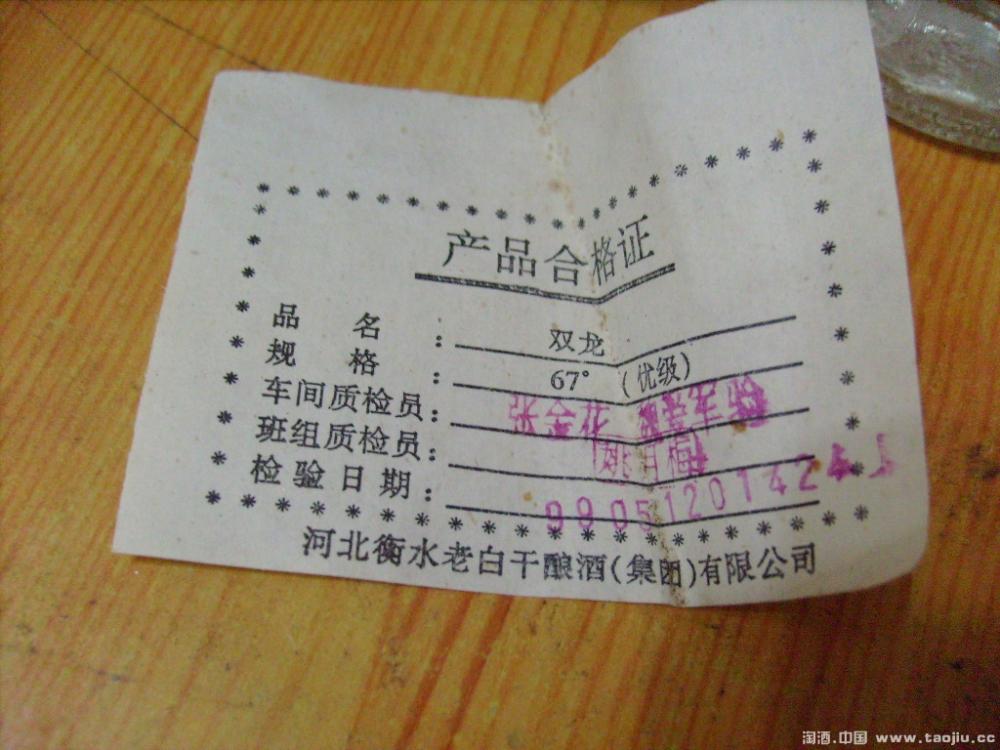 产品合格证
品名：双龙
规格：67°（优级）
车间质检员：张金花
班组质检员：
检验日期：9905120142
河北衡水老白干酿酒(集团)有限公司
淘酒.中国 www.taojiu.cc